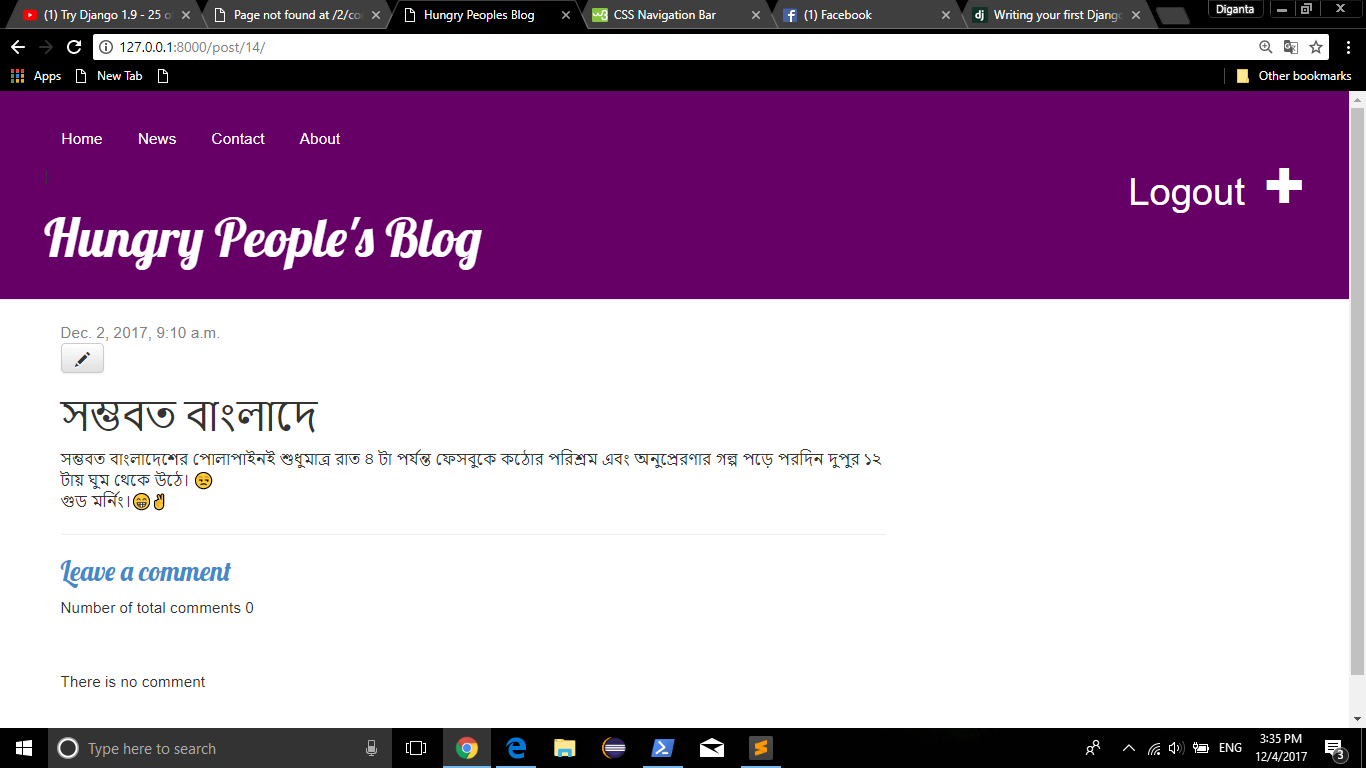 (1) Try Django 1.9 - 25 o
Page not found at /2/co
Hungry Peoples Blog
CSS Navigation Bar
(1) Facebook
Writing your first Djang
Diganta
127.0.0.1:8000/post/14/
Apps
New Tab
Other bookmarks
Home
News
Contact
About
Logout
Hungry People's Blog
Dec. 2, 2017, 9:10 a.m.
সম্ভবত বাংলাদে
সম্ভবত বাংলাদেশের পোলাপাইনই শুধুমাত্র রাত ৪ টা পর্যন্ত ফেসবুকে কঠোর পরিশ্রম এবং অনুপ্রেরণার গল্প পড়ে পরদিন দুপুর ১২
টায় ঘুম থেকে উঠে। 😞
গুড মর্নিং।😁✌
Leave a comment
Number of total comments 0
There is no comment
Type here to search
ENG
3:35 PM
12/4/2017
3